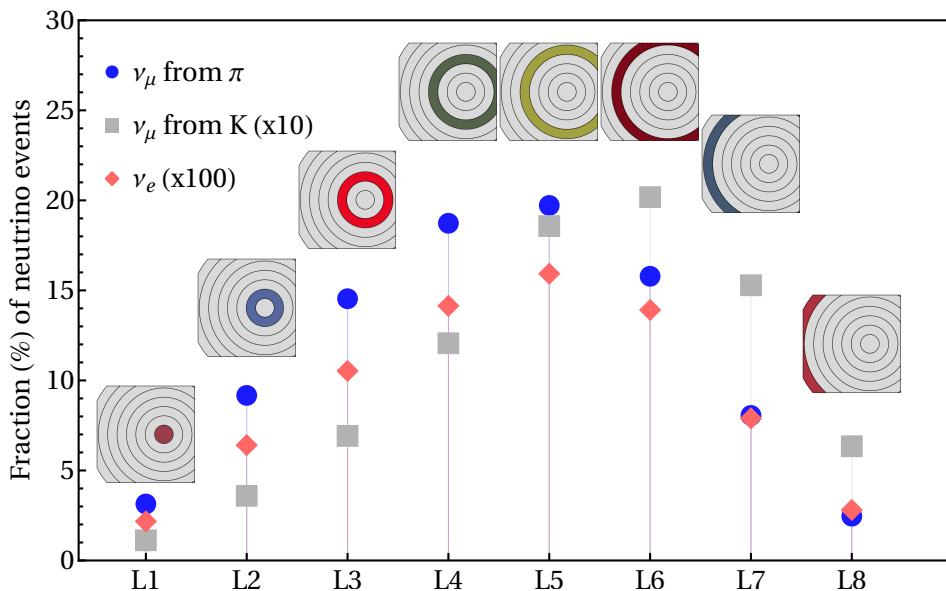 30
25
20
15
10
5
0
Fraction (%) of neutrino events
ν_μ from π
ν_μ from K (x10)
ν_e (x100)
L1 L2 L3 L4 L5 L6 L7 L8